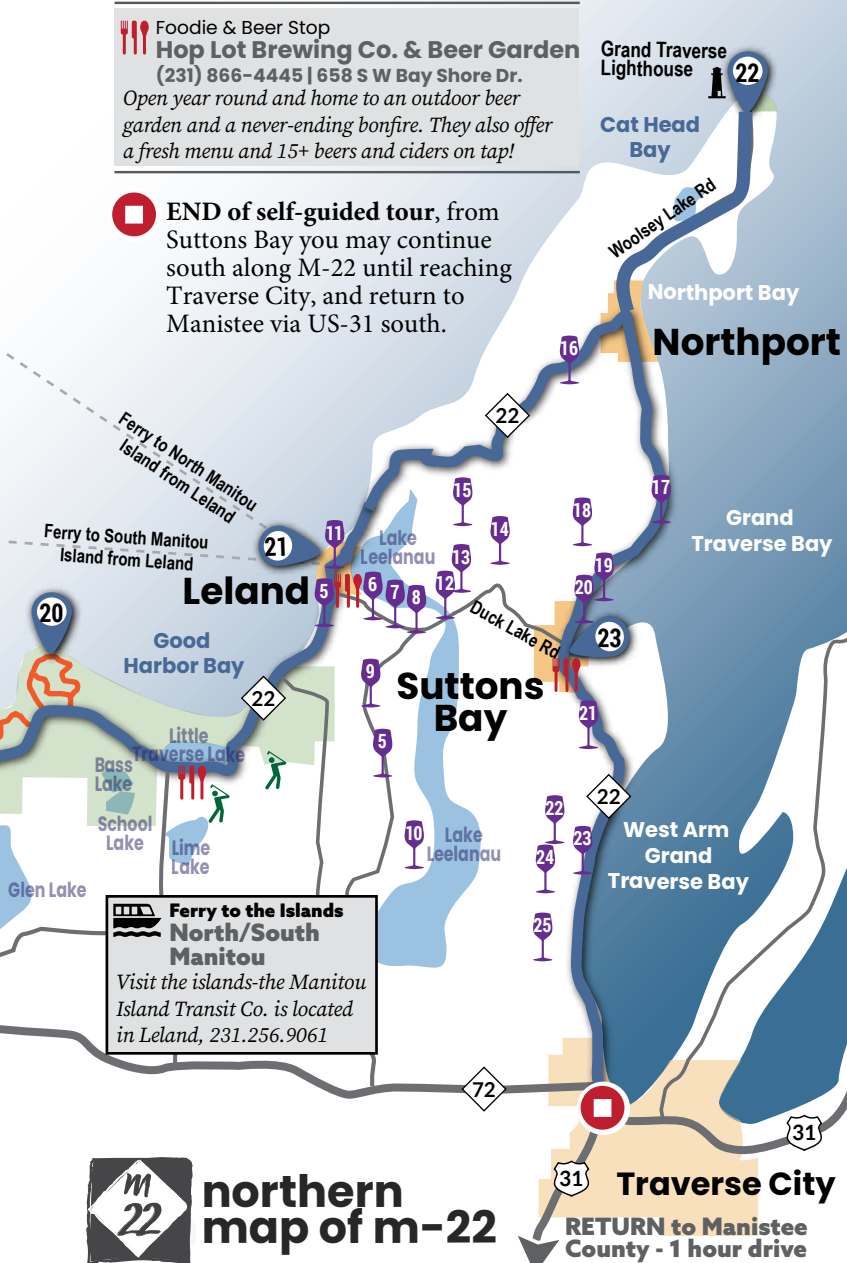 Foodie & Beer Stop
Hop Lot Brewing Co. & Beer Garden
(231) 866-4445 | 658 S W Bay Shore Dr.
Open year round and home to an outdoor beer
garden and a never-ending bonfire. They also offer
a fresh menu and 15+ beers and ciders on tap!
Grand Traverse
Lighthouse
22
Cat Head
Bay
Woolsey Lake Rd
END of self-guided tour, from
Suttons Bay you may continue
south along M-22 until reaching
Traverse City, and return to
Manistee via US-31 south.
Northport Bay
Northport
16
22
Ferry to North Manitou
Island from Leland
Ferry to South Manitou
Island from Leland
21
11
Lake
Leelanau
15
14
13
12
18
17
19
20
Grand
Traverse Bay
Leland
5
6
7
8
Duck Lake Rd
23
20
Good
Harbor Bay
22
9
Suttons
Bay
21
5
Little
Traverse Lake
Bass
Lake
School
Lake
Lime
Lake
Glen Lake
10
Lake
Leelanau
22
22
23
24
25
West Arm
Grand
Traverse Bay
Ferry to the Islands
North/South
Manitou
Visit the islands-the Manitou
Island Transit Co. is located
in Leland, 231.256.9061
72
31
31
Traverse City
m
22
northern
map of m-22
RETURN to Manistee
County - 1 hour drive